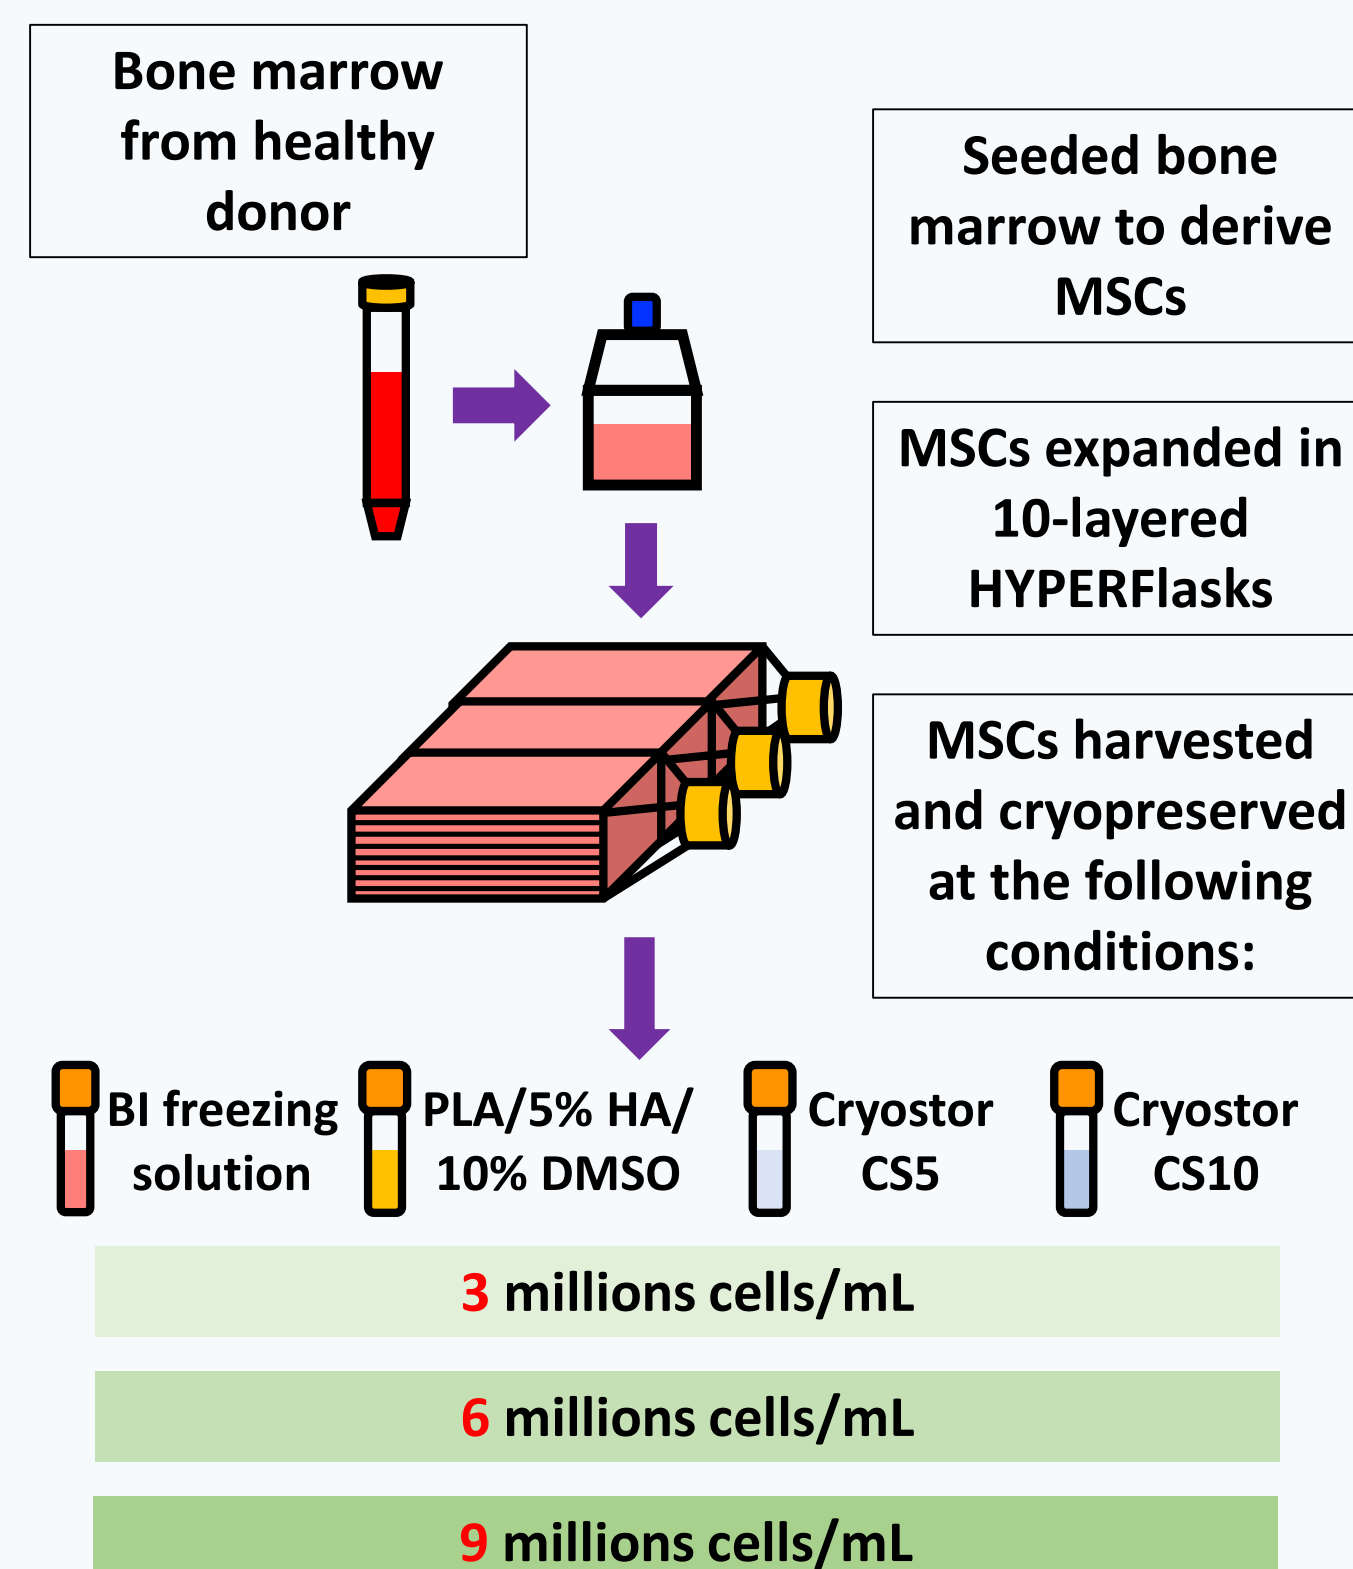 Bone marrow
from healthy
donor
Seeded bone
marrow to derive
MSCs
MSCs expanded in
10-layered
HYPERFlasks
MSCs harvested
and cryopreserved
at the following
conditions:
BI freezing
solution
PLA/5% HA/
10% DMSO
Cryostor
CS5
Cryostor
CS10
3 millions cells/mL
6 millions cells/mL
9 millions cells/mL